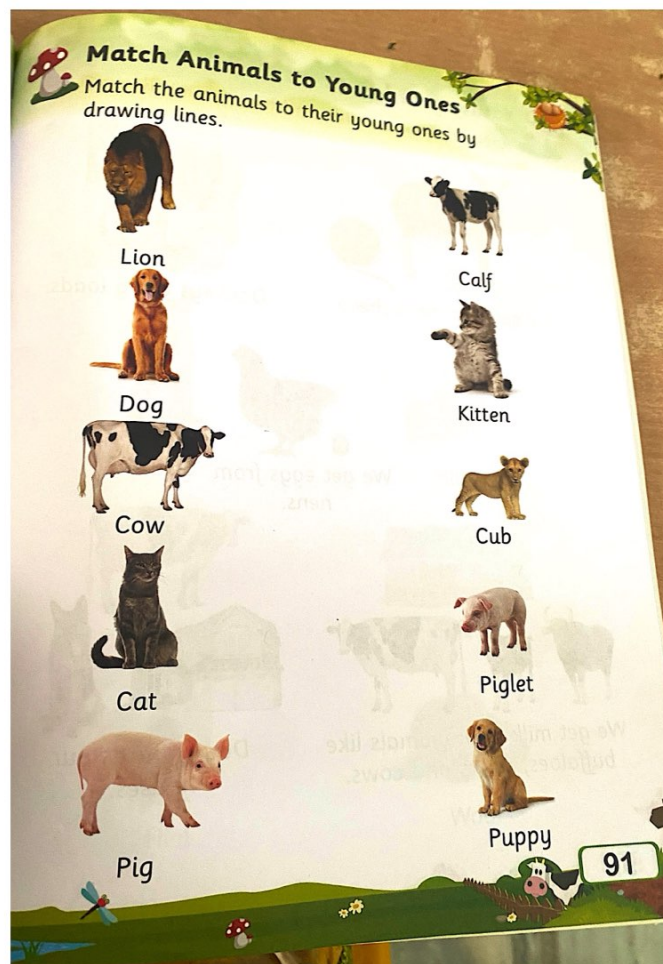 Match Animals to Young Ones
Match the animals to their young ones by
drawing lines.
Lion
Calf
Dog
Kitten
Cow
Cub
Cat
Piglet
Pig
Puppy
91